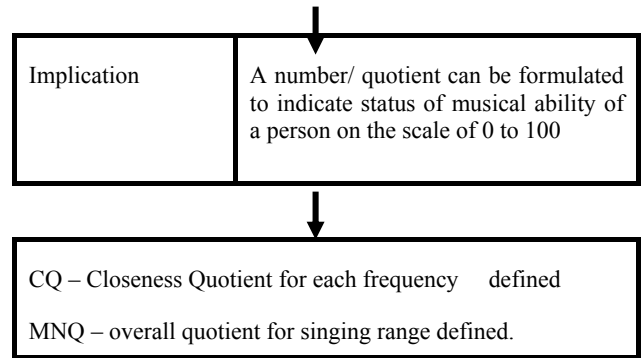 Implication
A number/ quotient can be formulated
to indicate status of musical ability of
a person on the scale of 0 to 100
CQ – Closeness Quotient for each frequency defined
MNQ – overall quotient for singing range defined.